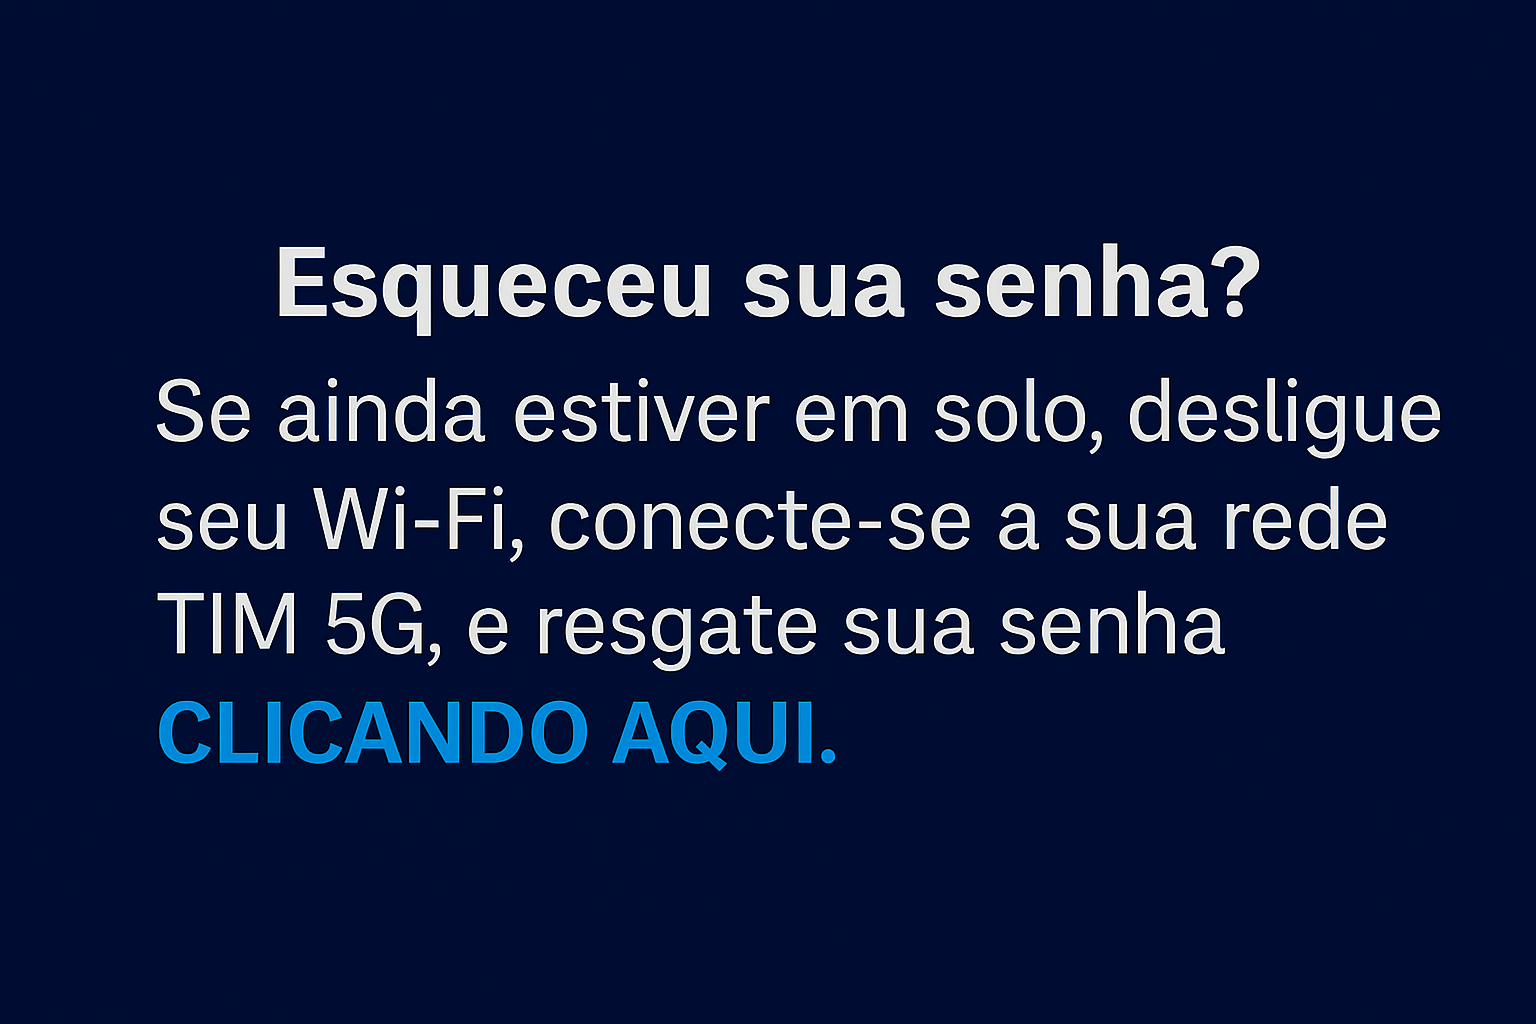 Esqueceu sua senha?
Se ainda estiver em solo, desligue
seu Wi-Fi, conecte-se a sua rede
TIM 5G, e resgate sua senha
CLICANDO AQUI.